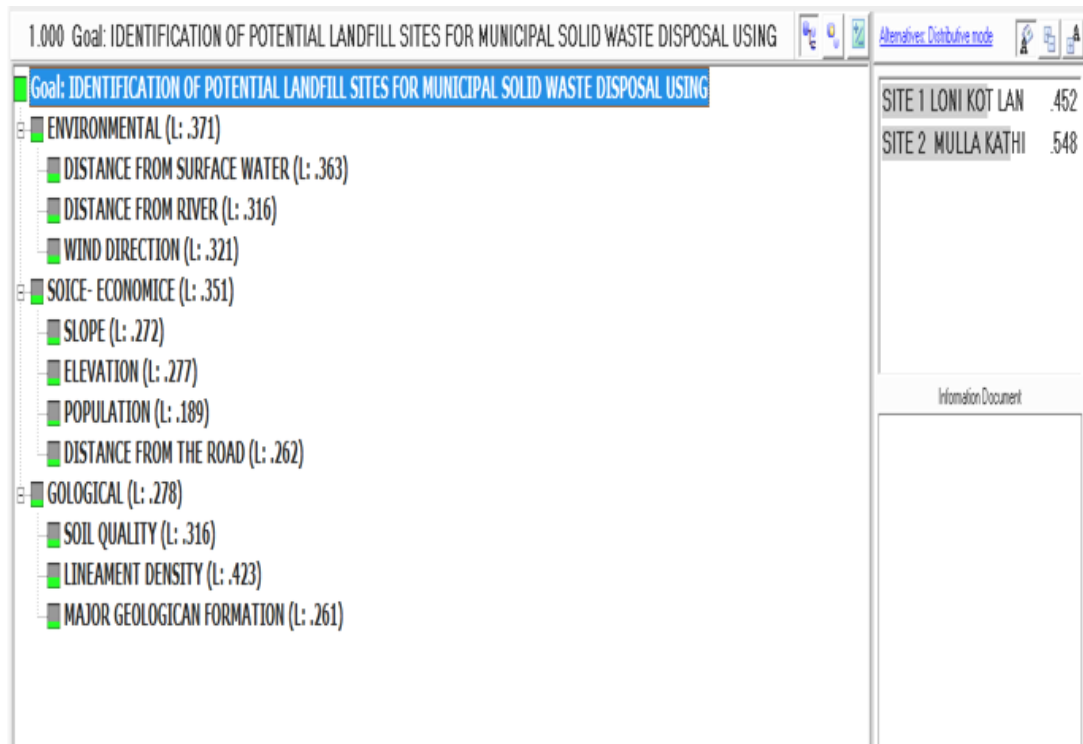 1.000 Goal: IDENTIFICATION OF POTENTIAL LANDFILL SITES FOR MUNICIPAL SOLID WASTE DISPOSAL USING
Goal: IDENTIFICATION OF POTENTIAL LANDFILL SITES FOR MUNICIPAL SOLID WASTE DISPOSAL USING
ENVIRONMENTAL (L: .371)
DISTANCE FROM SURFACE WATER (L: .363)
DISTANCE FROM RIVER (L: .316)
WIND DIRECTION (L: .321)
SOICE- ECONOMICE (L: .351)
SLOPE (L: .272)
ELEVATION (L: .277)
POPULATION (L: .189)
DISTANCE FROM THE ROAD (L: .262)
GOLOGICAL (L: .278)
SOIL QUALITY (L: .316)
LINEAMENT DENSITY (L: .423)
MAJOR GEOLOGICAN FORMATION (L: .261)
Alternatives: Distributive mode
SITE 1 LONI KOT LAN .452
SITE 2 MULLA KATHI .548
Information Document